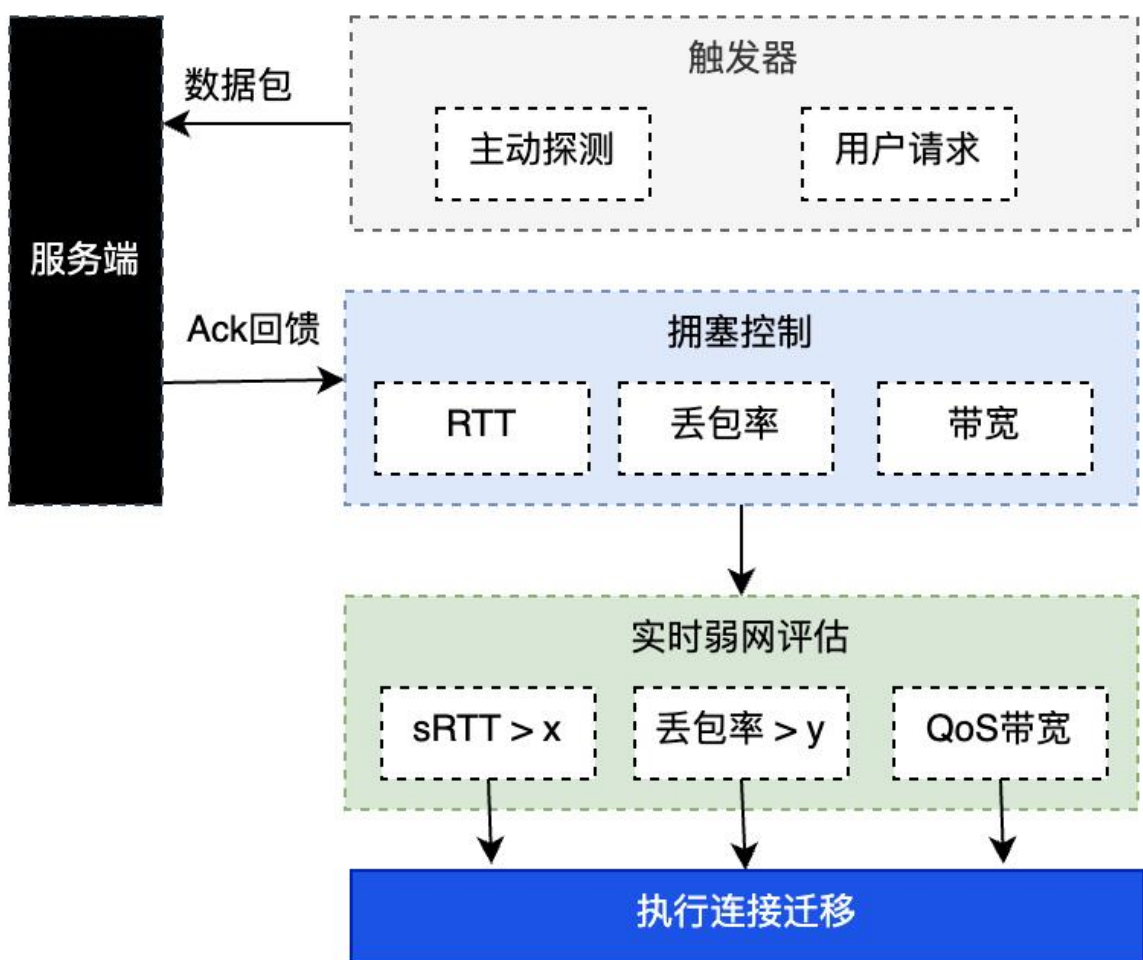 触发器
数据包
主动探测
用户请求
服务端
Ack回馈
拥塞控制
RTT
丢包率
带宽
实时弱网评估
sRTT > x
丢包率 > y
QoS带宽
执行连接迁移